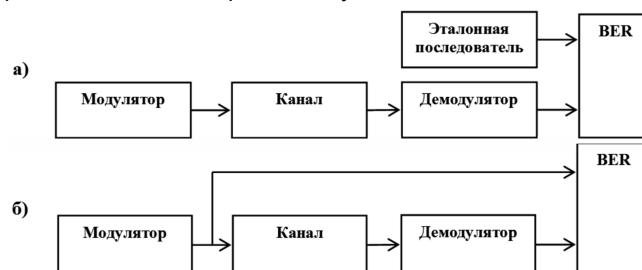 Эталонная
последователь
BER
а)
Модулятор
Канал
Демодулятор
BER
б)
Модулятор
Канал
Демодулятор